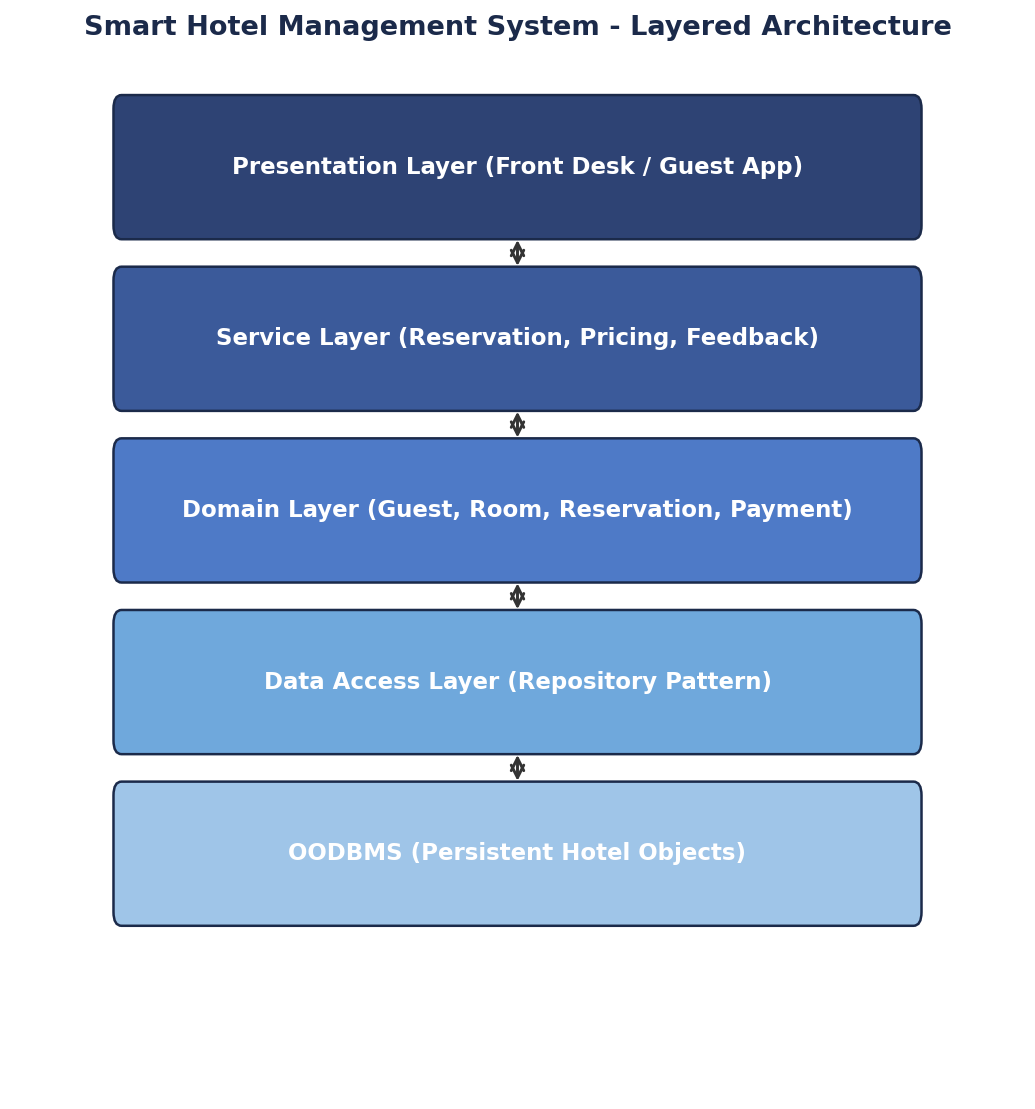 Smart Hotel Management System - Layered Architecture
Presentation Layer (Front Desk / Guest App)
Service Layer (Reservation, Pricing, Feedback)
Domain Layer (Guest, Room, Reservation, Payment)
Data Access Layer (Repository Pattern)
OODBMS (Persistent Hotel Objects)